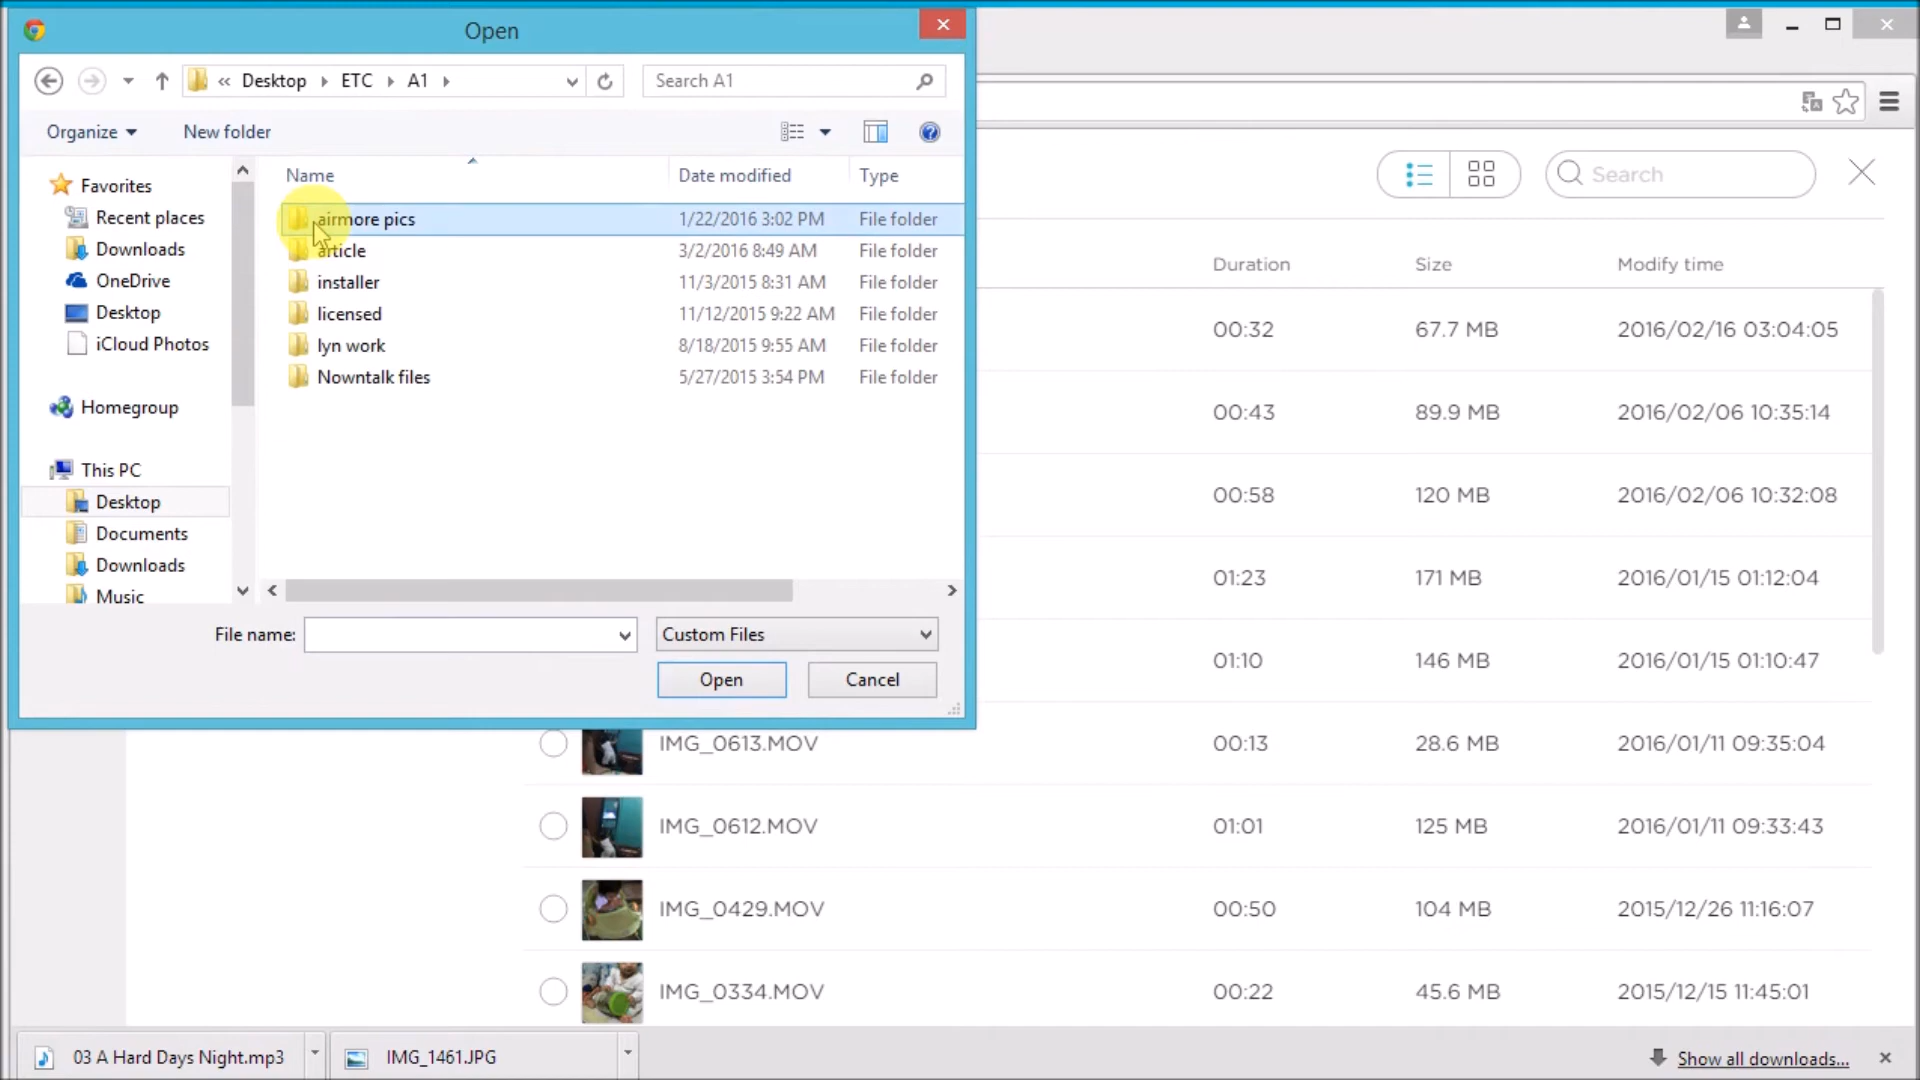 Open
« Desktop ETC A1
Search A1
Organize
New folder
Name Date modified Type
Favorites
Recent places
Downloads
OneDrive
Desktop
iCloud Photos
Homegroup
This PC
Desktop
Documents
Downloads
Music
airmore pics 1/22/2016 3:02 PM File folder
article 3/2/2016 8:49 AM File folder
installer 11/3/2015 8:31 AM File folder
licensed 11/12/2015 9:22 AM File folder
lyn work 8/18/2015 9:55 AM File folder
Nowntalk files 5/27/2015 3:54 PM File folder
File name:
Custom Files
Open
Cancel
Search
Duration Size Modify time
00:32 67.7 MB 2016/02/16 03:04:05
00:43 89.9 MB 2016/02/06 10:35:14
00:58 120 MB 2016/02/06 10:32:08
01:23 171 MB 2016/01/15 01:12:04
01:10 146 MB 2016/01/15 01:10:47
IMG_0613.MOV 00:13 28.6 MB 2016/01/11 09:35:04
IMG_0612.MOV 01:01 125 MB 2016/01/11 09:33:43
IMG_0429.MOV 00:50 104 MB 2015/12/26 11:16:07
IMG_0334.MOV 00:22 45.6 MB 2015/12/15 11:45:01
03 A Hard Days Night.mp3
IMG_1461.JPG
Show all downloads...